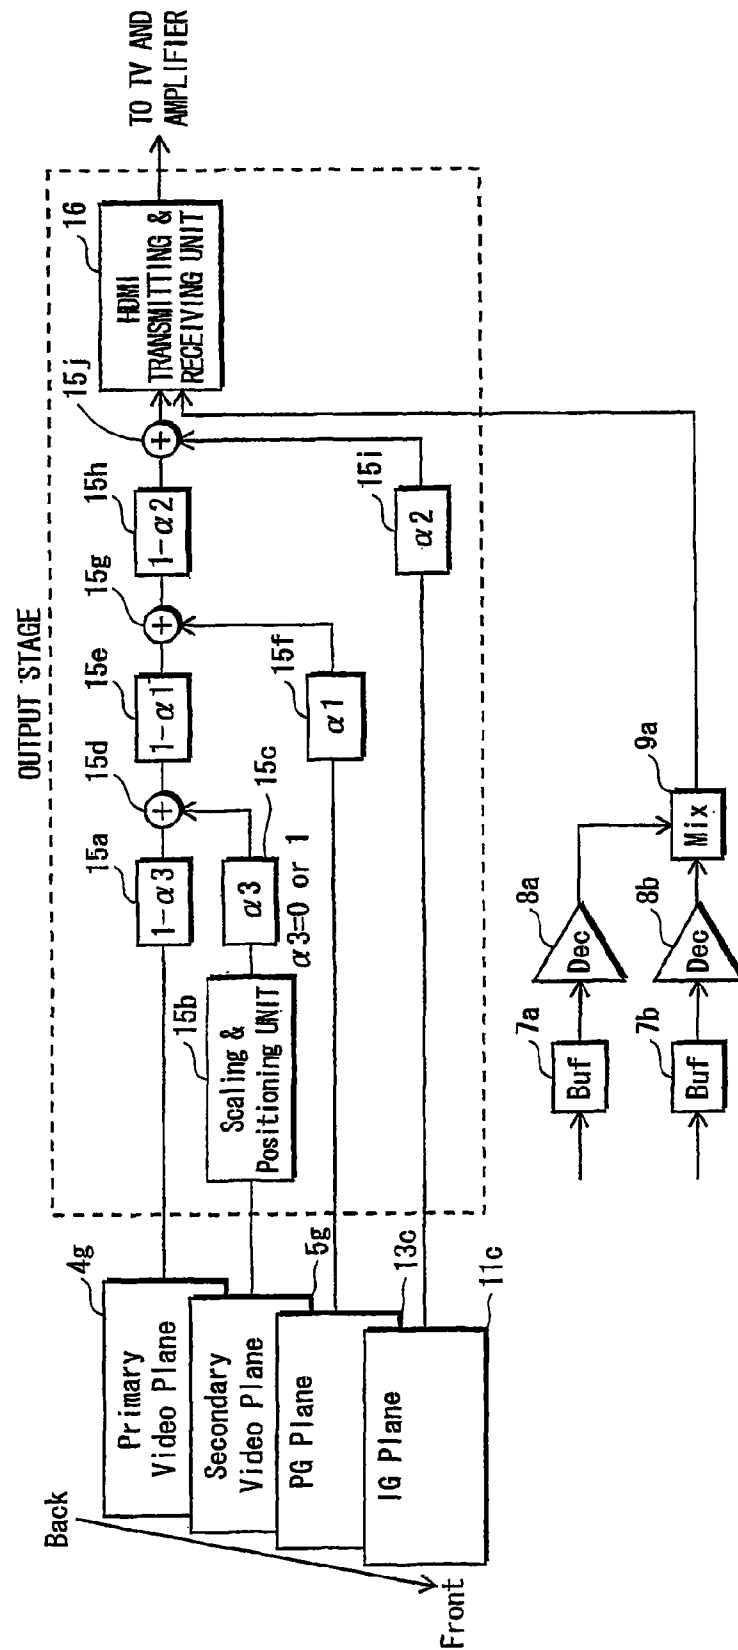 OUTPUT STAGE
Back
Front
Primary
Video Plane
4g
Secondary
Video Plane
5g
PG Plane
13c
IG Plane
11c
15a
1-α3
15d
+
15e
1-α1
15g
+
15h
1-α2
15j
+
16
HDMI
TRANSMITTING &
RECEIVING UNIT
TO TV AND
AMPLIFIER
15b
Scaling &
Positioning UNIT
α3
15c
α3=0 or 1
α1
15f
α2
15i
7a
Buf
8a
Dec
7b
Buf
8b
Dec
9a
Mix